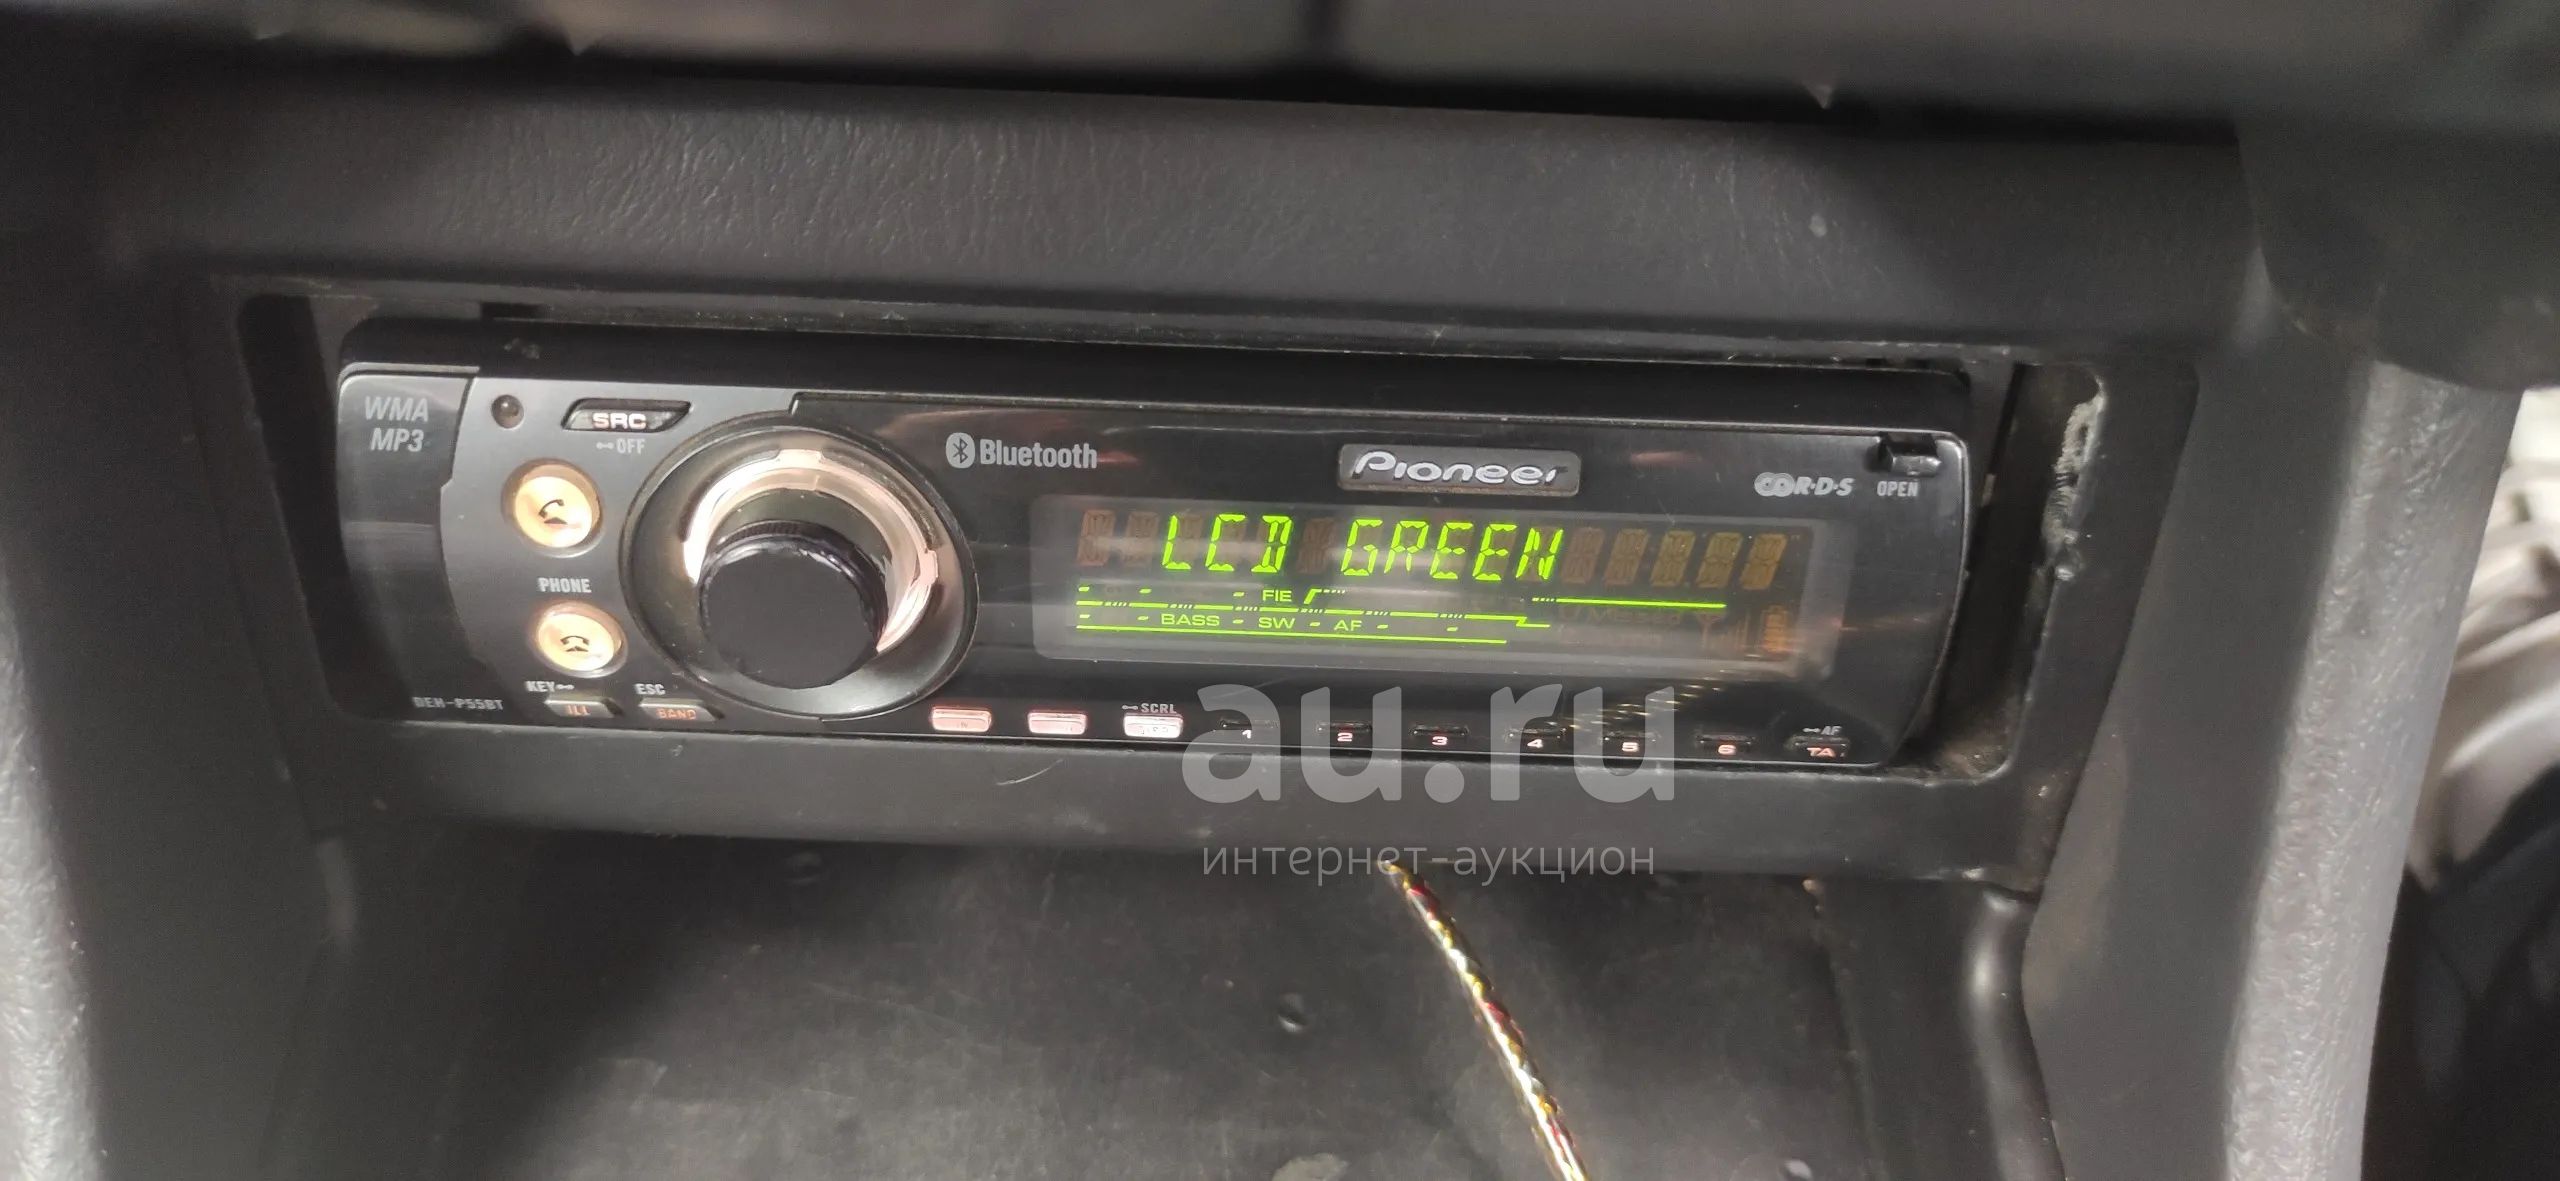 WMA
MP3
SRC
OFF
Bluetooth
Pioneer
R·D·S
OPEN
LCD GREEN
PHONE
FIE
BASS
SW
AF
KEY
ESC
BAND
DEH-P55BT
SCRL
1 2 3 4 5 6
AF
TA
au.ru
интернет-аукцион